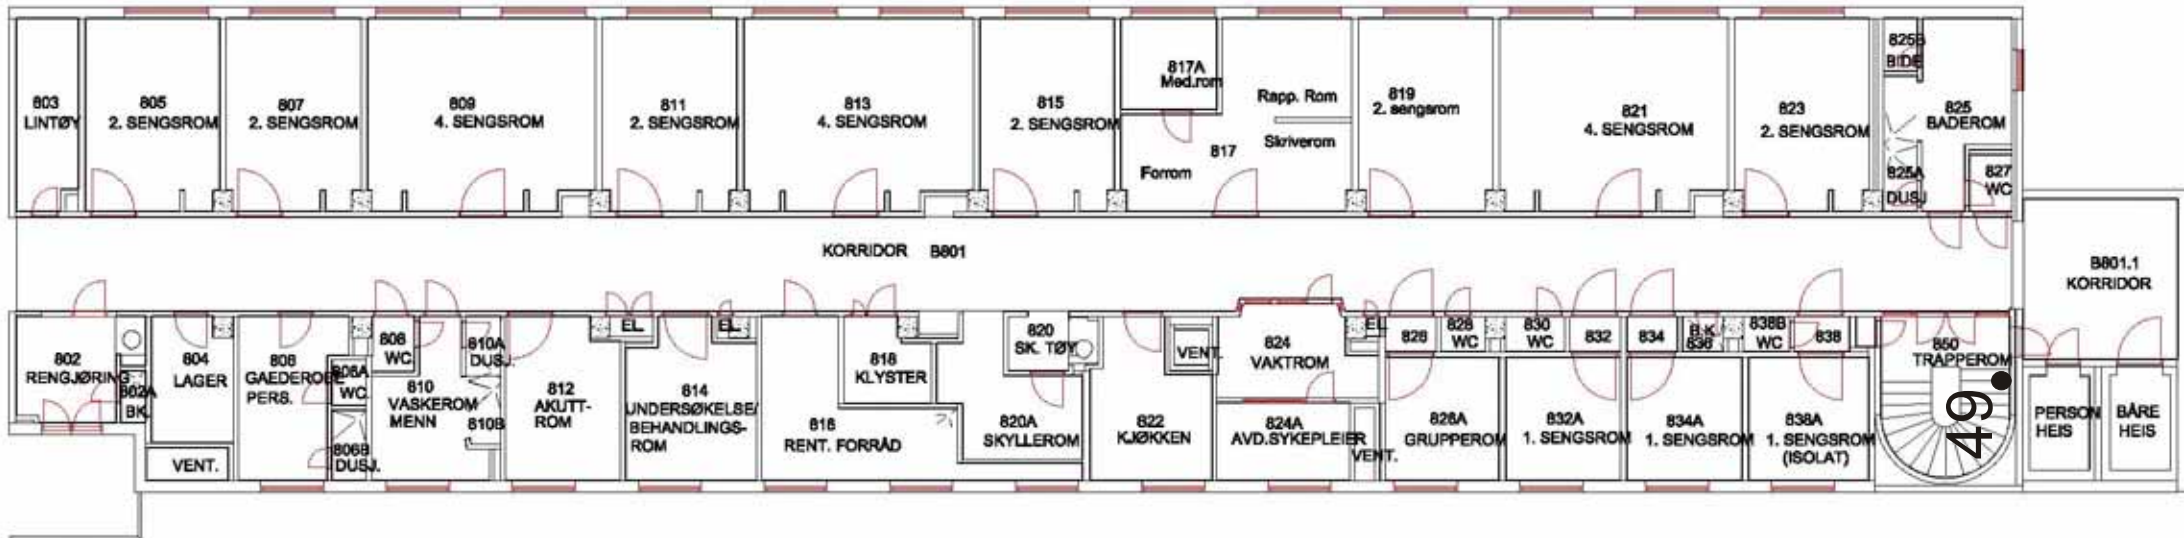 803
LINTØY
805
2. SENGSROM
807
2. SENGSROM
809
4. SENGSROM
811
2. SENGSROM
813
4. SENGSROM
815
2. SENGSROM
817A
Med.rom
Rapp. Rom
Skriverom
817
Forrom
819
2. sengsrom
821
4. SENGSROM
823
2. SENGSROM
825B
BIDE
825
BADEROM
825A
DUSJ
827
WC
KORRIDOR B801
B801.1
KORRIDOR
802
RENGJØRING
802A
BK.
804
LAGER
VENT.
806
GAEDEROBE
PERS.
806A
WC
806B
DUSJ.
808
WC
810
VASKEROM
MENN
810A
DUSJ.
810B
812
AKUTT-
ROM
EL.
814
UNDERSØKELSE/
BEHANDLINGS-
ROM
EL.
816
RENT. FORRÅD
818
KLYSTER
820
SK. TØY
820A
SKYLLEROM
822
KJØKKEN
VENT.
824
VAKTROM
824A
AVD.SYKEPLEIER
EL.
VENT.
826
826A
GRUPPEROM
828
WC
830
WC
832
832A
1. SENGSROM
834
834A
1. SENGSROM
B.K
836
838B
WC
838
838A
1. SENGSROM
(ISOLAT)
850
TRAPPEROM
49
PERSON
HEIS
BÅRE
HEIS